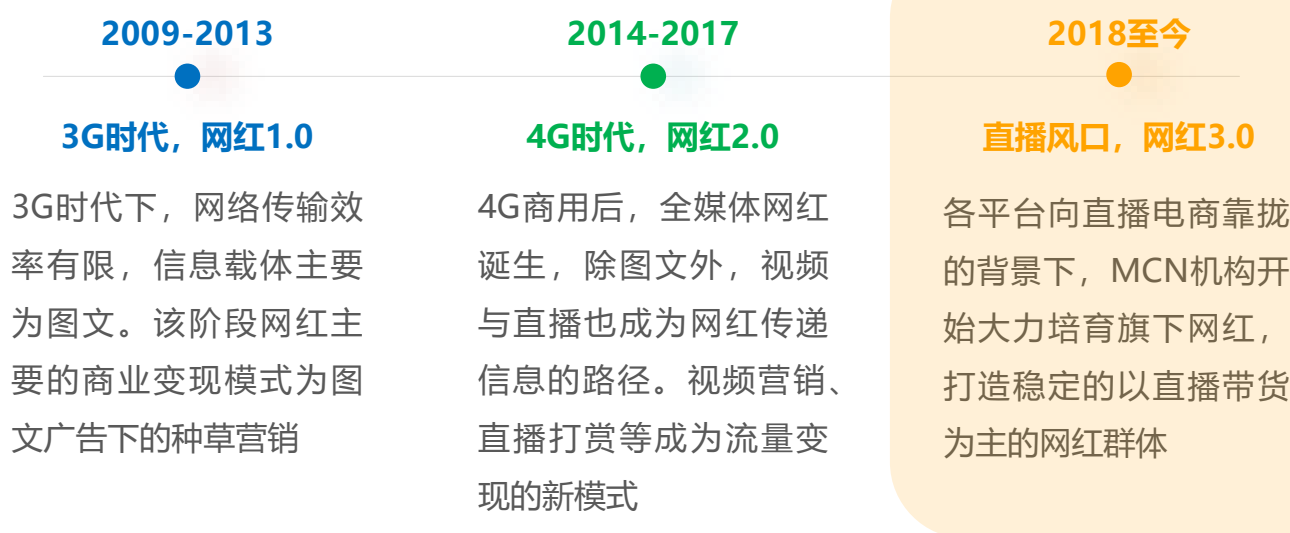 2009-2013
3G时代，网红1.0
3G时代下，网络传输效
率有限，信息载体主要
为图文。该阶段网红主
要的商业变现模式为图
文广告下的种草营销
2014-2017
4G时代，网红2.0
4G商用后，全媒体网红
诞生，除图文外，视频
与直播也成为网红传递
信息的路径。视频营销、
直播打赏等成为流量变
现的新模式
2018至今
直播风口，网红3.0
各平台向直播电商靠拢
的背景下，MCN机构开
始大力培育旗下网红，
打造稳定的以直播带货
为主的网红群体